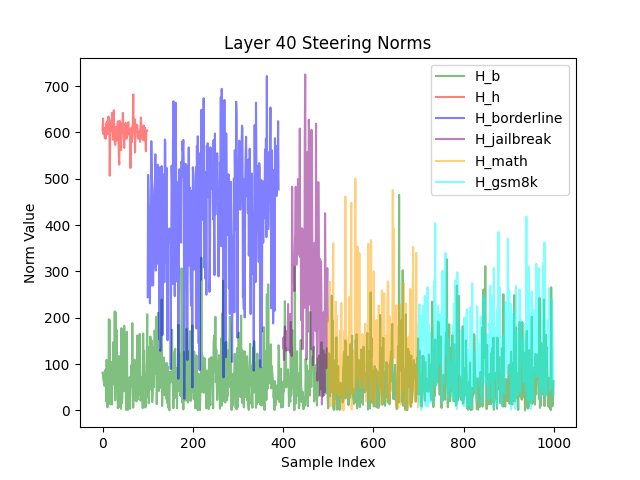 Layer 40 Steering Norms
Norm Value
700
600
500
400
300
200
100
0
H_b
H_h
H_borderline
H_jailbreak
H_math
H_gsm8k
0 200 400 600 800 1000
Sample Index